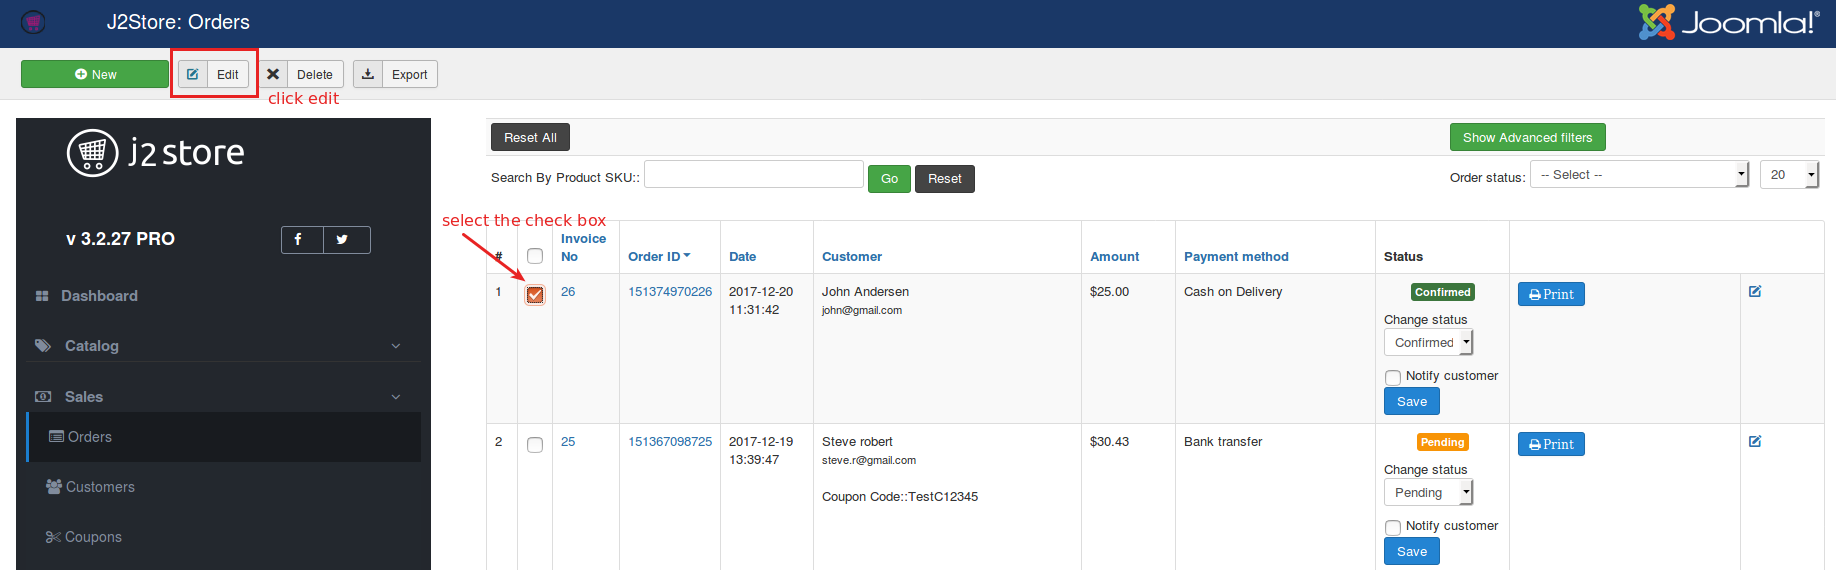 J2Store: Orders
Joomla!®
New
Edit
Delete
Export
click edit
j2store
Reset All
Show Advanced filters
Search By Product SKU::
Go
Reset
Order status:
-- Select --
20
v 3.2.27 PRO
select the check box
# Invoice No Order ID Date Customer Amount Payment method Status
Dashboard
1 26 151374970226 2017-12-20 11:31:42 John Andersen $25.00 Cash on Delivery Confirmed Print
john@gmail.com
Change status
Confirmed
Catalog
Notify customer
Save
Sales
Orders
2 25 151367098725 2017-12-19 13:39:47 Steve robert $30.43 Bank transfer Pending Print
steve.r@gmail.com
Change status
Coupon Code::TestC12345
Pending
Customers
Notify customer
Save
Coupons